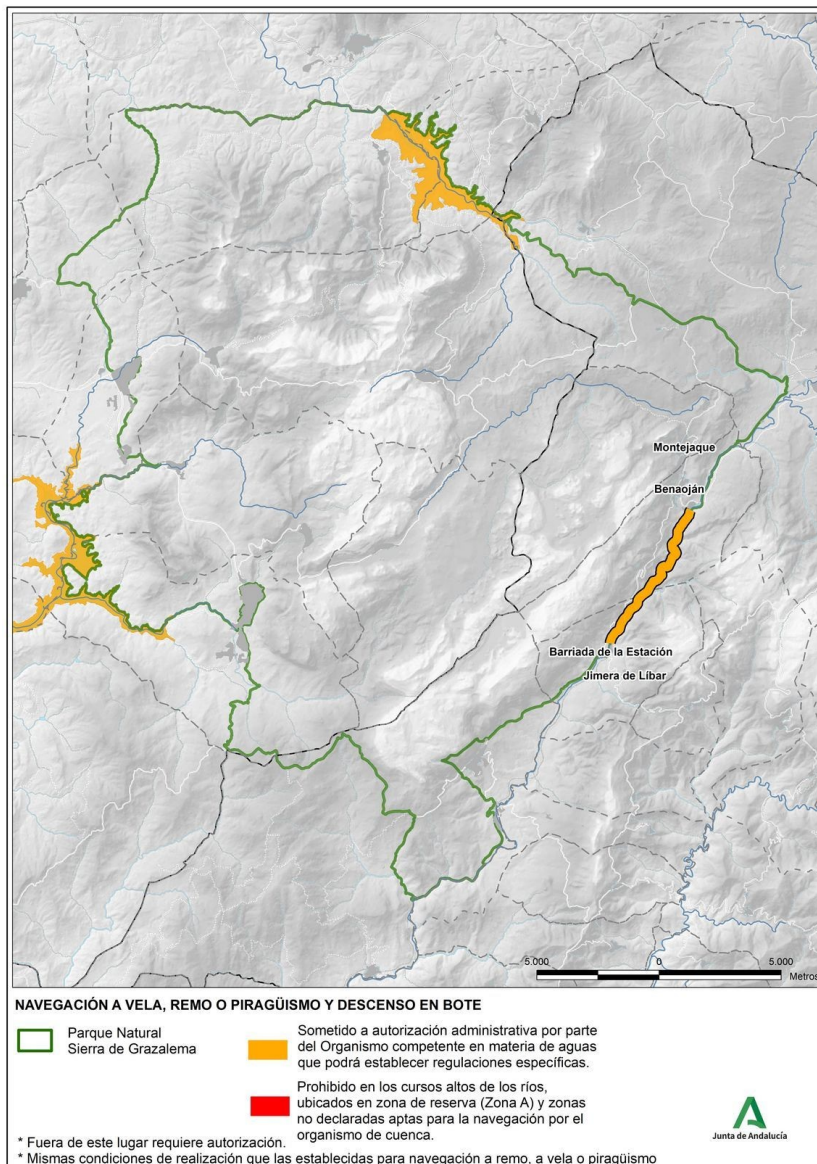 Montejaque
Benaoján
Barriada de la Estación
Jimera de Líbar
5.000 0 5.000
Metros
NAVEGACIÓN A VELA, REMO O PIRAGÜISMO Y DESCENSO EN BOTE
Parque Natural
Sierra de Grazalema
Sometido a autorización administrativa por parte
del Organismo competente en materia de aguas
que podrá establecer regulaciones específicas.
Prohibido en los cursos altos de los ríos,
ubicados en zona de reserva (Zona A) y zonas
no declaradas aptas para la navegación por el
organismo de cuenca.
Junta de Andalucía
* Fuera de este lugar requiere autorización.
* Mismas condiciones de realización que las establecidas para navegación a remo, a vela o piragüismo